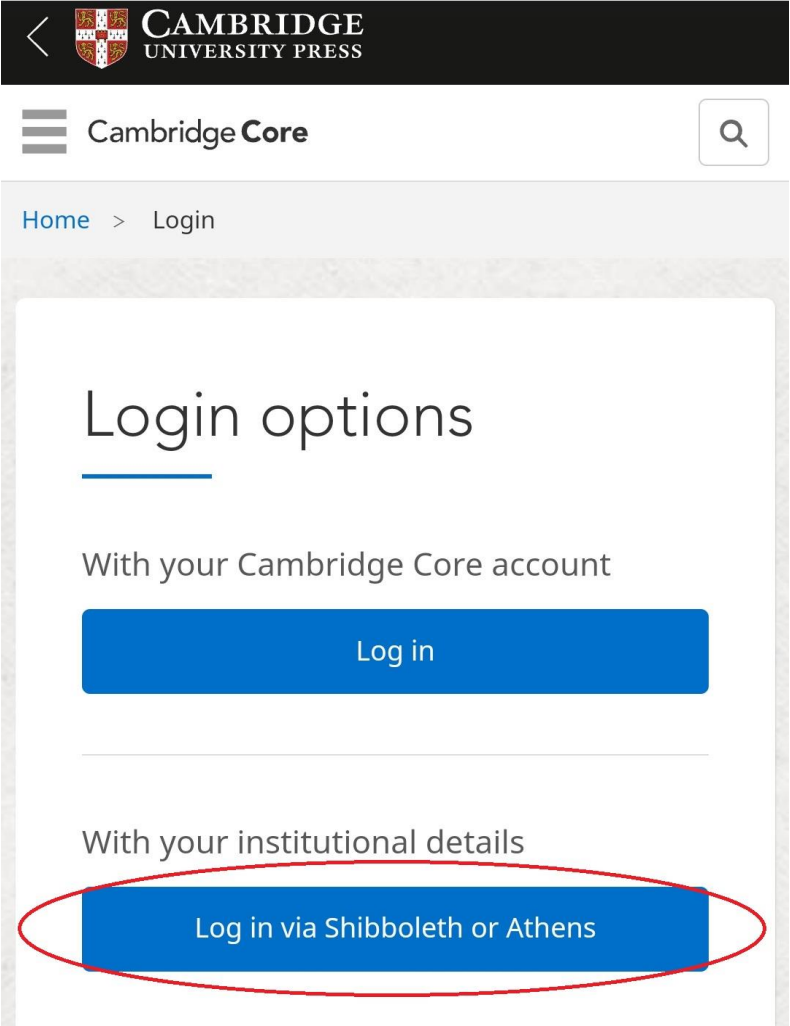 CAMBRIDGE
UNIVERSITY PRESS
Cambridge Core
Home > Login
Login options
With your Cambridge Core account
Log in
With your institutional details
Log in via Shibboleth or Athens